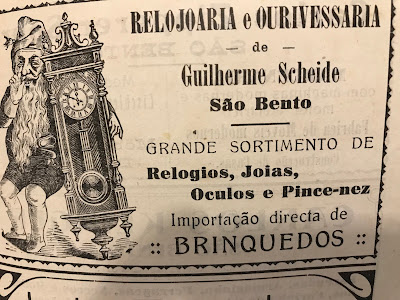 RELOJOARIA e OURIVESSARIA
— de —
Guilherme Scheide
São Bento
GRANDE SORTIMENTO DE
Relogios, Joias,
Oculos e Pince-nez
Importação directa de
:: BRINQUEDOS ::